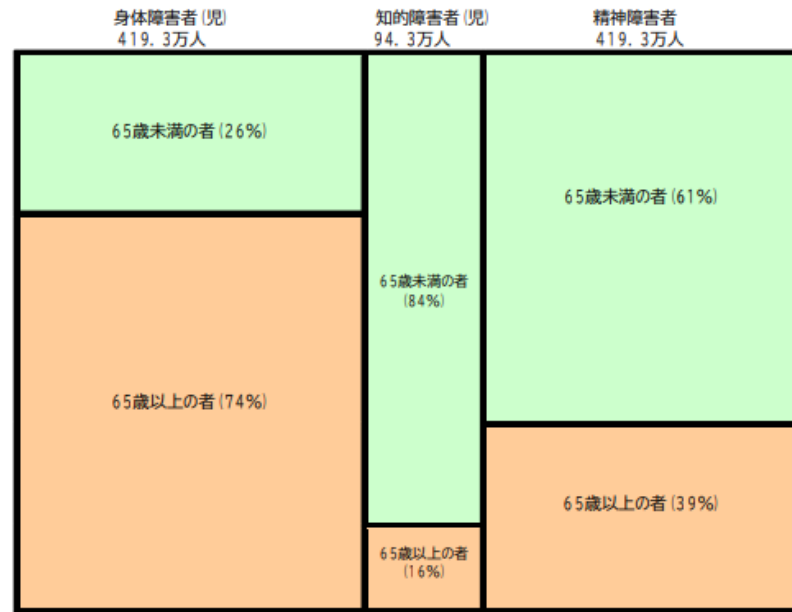 身体障害者(児)
419.3万人
知的障害者(児)
94.3万人
精神障害者
419.3万人
65歳未満の者(26%)
65歳以上の者(74%)
65歳未満の者
(84%)
65歳以上の者
(16%)
65歳未満の者(61%)
65歳以上の者(39%)